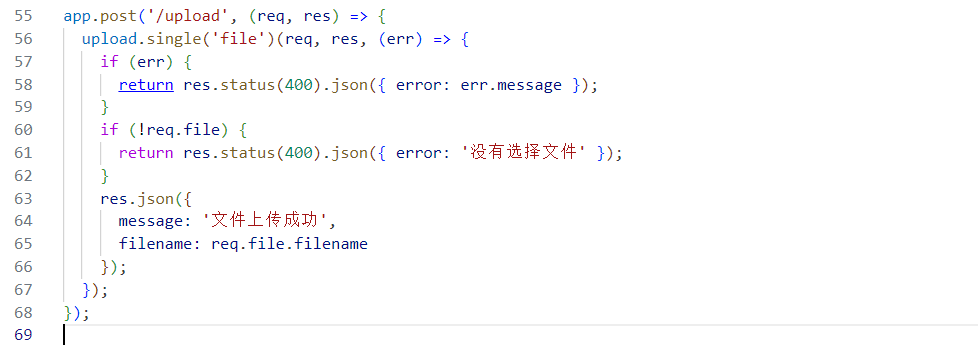 55 app.post('/upload', (req, res) => {
56   upload.single('file')(req, res, (err) => {
57     if (err) {
58       return res.status(400).json({ error: err.message });
59     }
60     if (!req.file) {
61       return res.status(400).json({ error: '没有选择文件' });
62     }
63     res.json({
64       message: '文件上传成功',
65       filename: req.file.filename
66     });
67   });
68 });
69